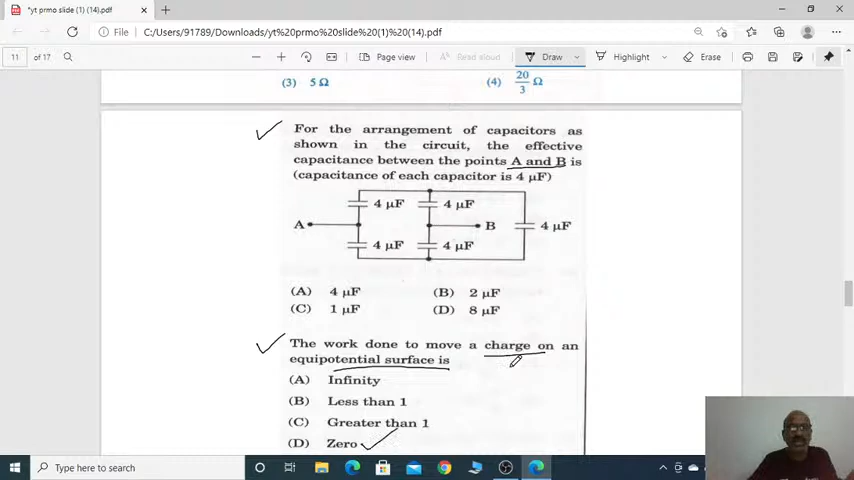 *yt prmo slide (1) (14).pdf
File C:/Users/91789/Downloads/yt%20prmo%20slide%20(1)%20(14).pdf
11 of 17 Page view Read aloud Draw Highlight Erase
(3) 5 Ω (4) 20/3 Ω
For the arrangement of capacitors as
shown in the circuit, the effective
capacitance between the points A and B is
(capacitance of each capacitor is 4 µF)
4 µF 4 µF
A B 4 µF
4 µF 4 µF
(A) 4 µF (B) 2 µF
(C) 1 µF (D) 8 µF
The work done to move a charge on an
equipotential surface is
(A) Infinity
(B) Less than 1
(C) Greater than 1
(D) Zero
Type here to search